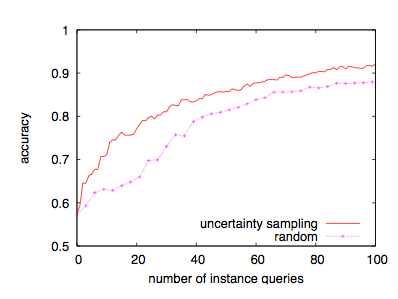 1
0.9
0.8
0.7
0.6
0.5
0 20 40 60 80 100
accuracy
number of instance queries
uncertainty sampling
random